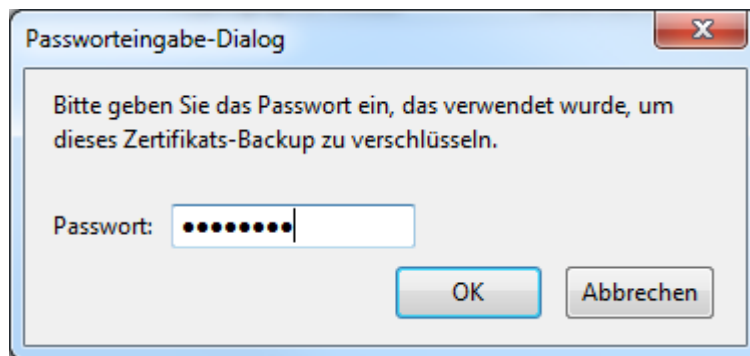 Passworteingabe-Dialog
Bitte geben Sie das Passwort ein, das verwendet wurde, um
dieses Zertifikats-Backup zu verschlüsseln.
Passwort: ••••••••
OK Abbrechen